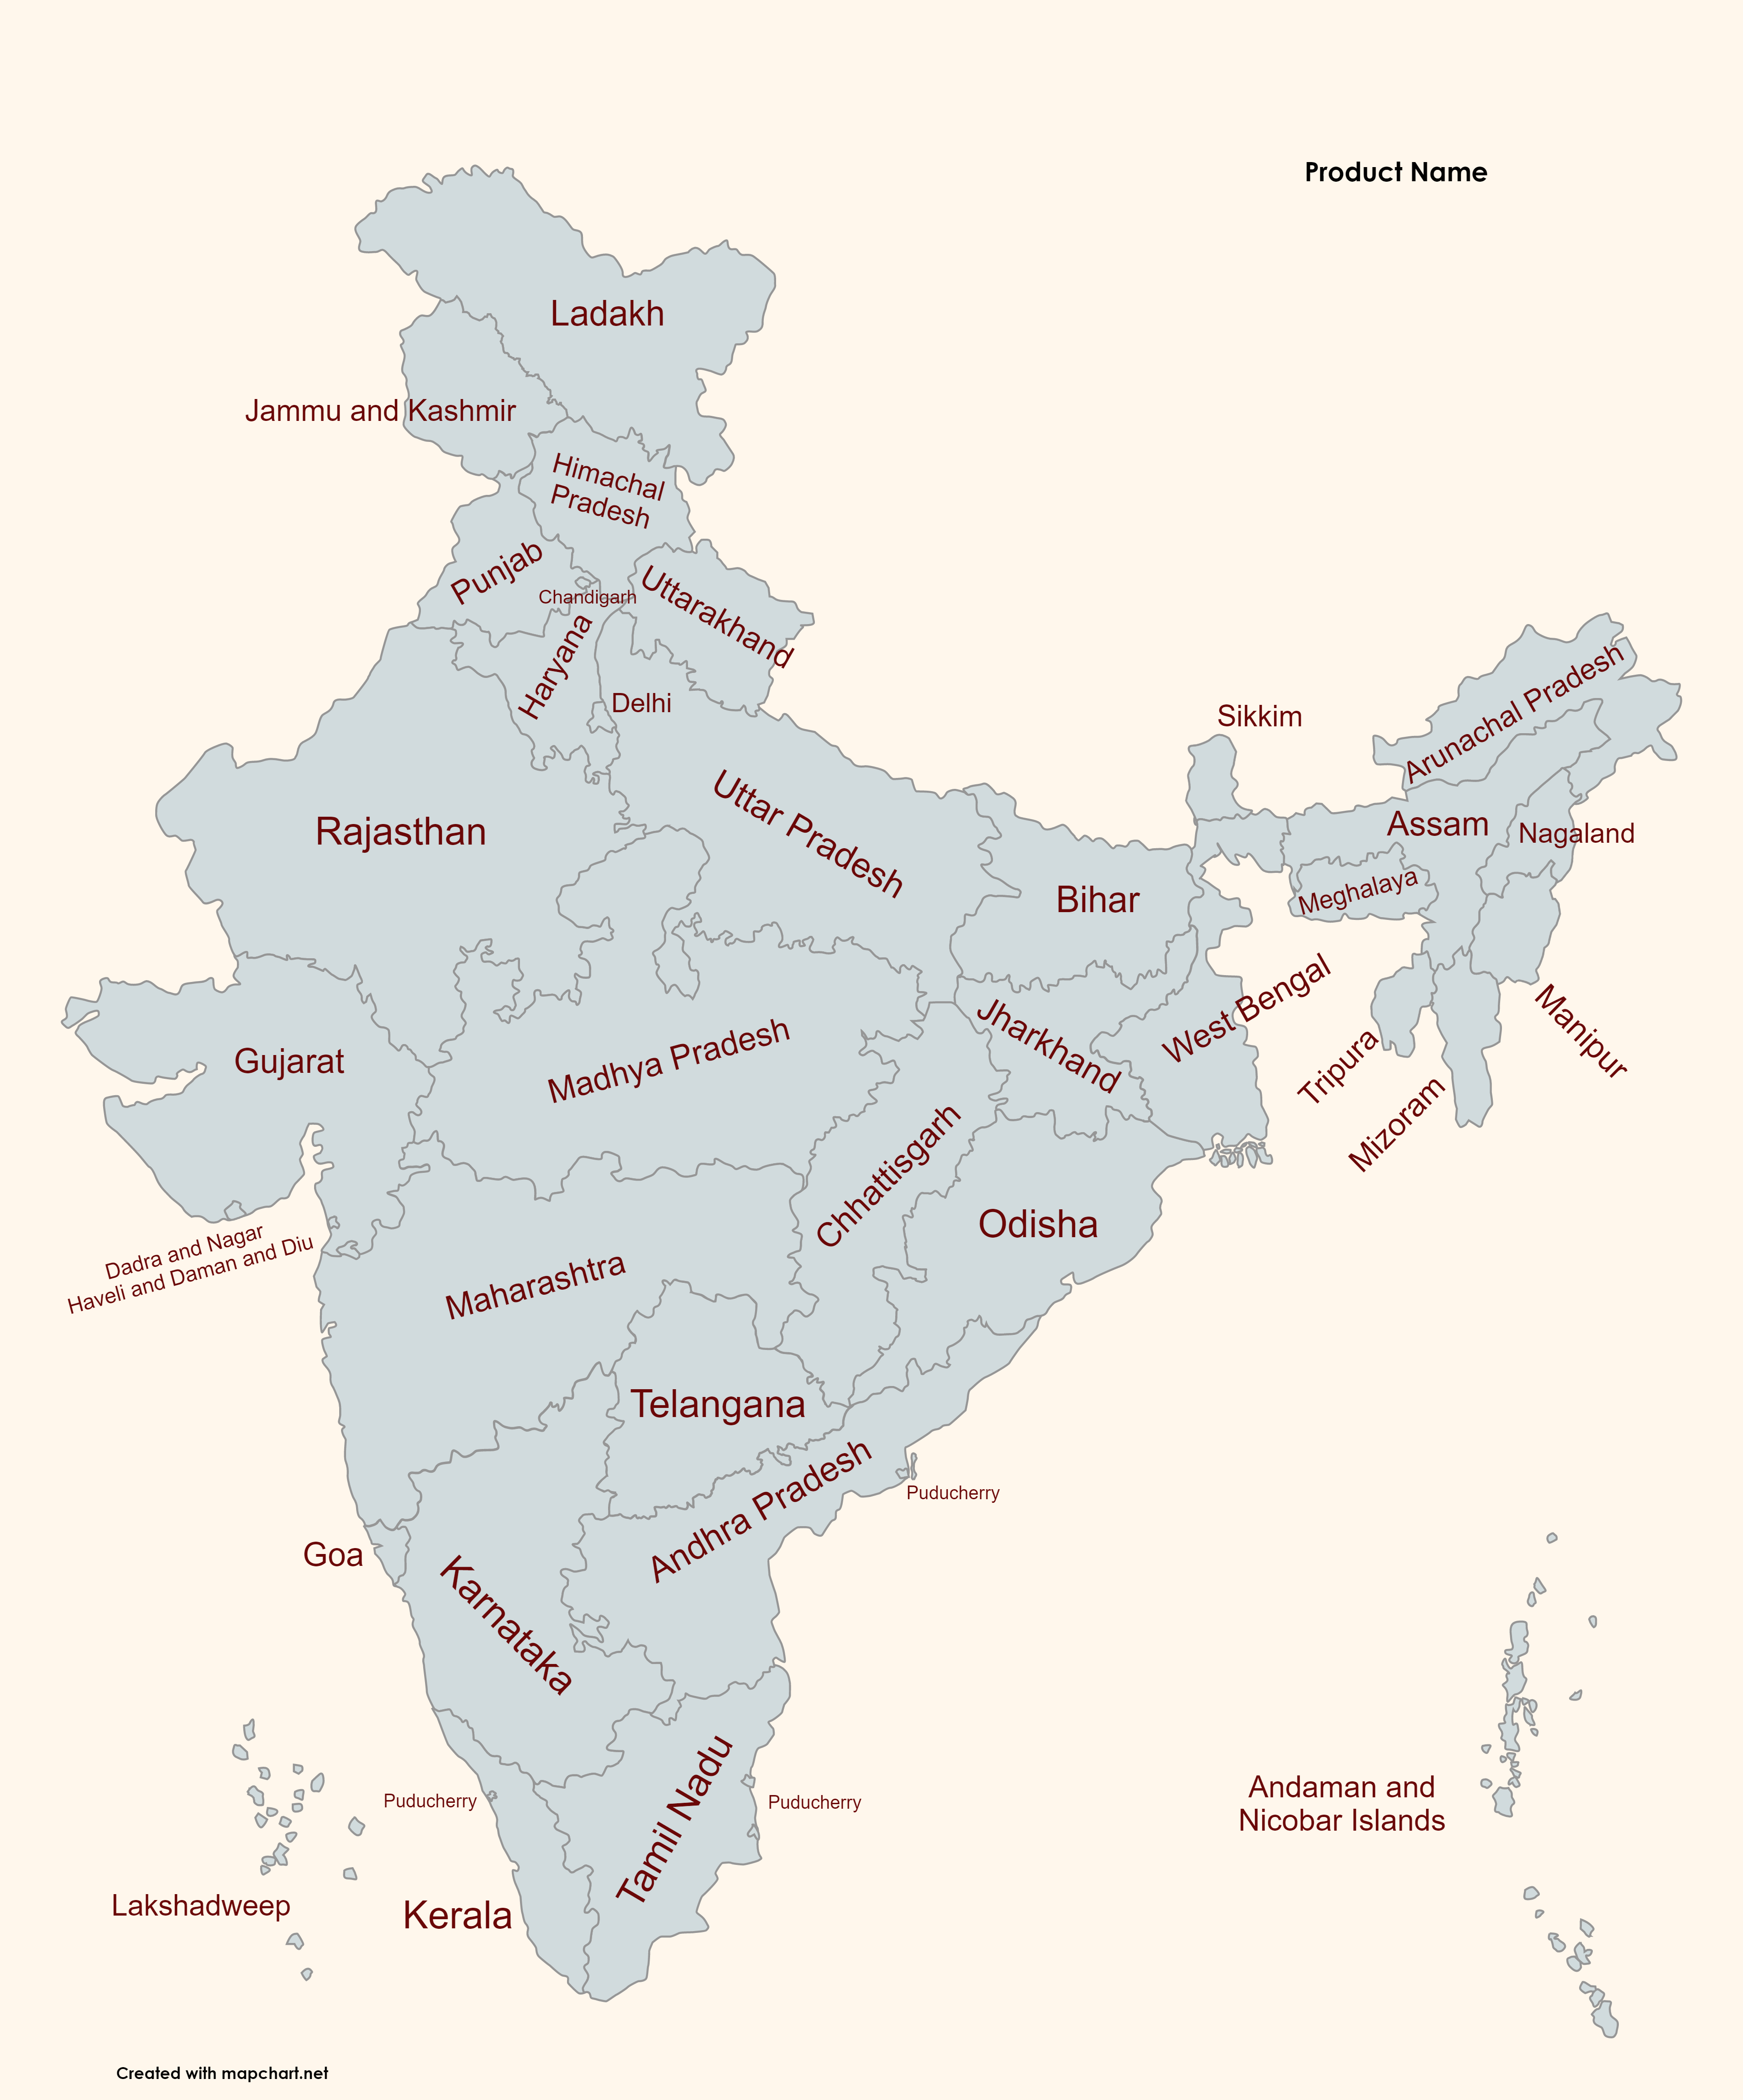 Product Name
Ladakh
Jammu and Kashmir
Himachal
Pradesh
Punjab
Chandigarh
Uttarakhand
Haryana
Delhi
Arunachal Pradesh
Sikkim
Uttar Pradesh
Rajasthan
Assam
Nagaland
Bihar
Meghalaya
West Bengal
Jharkhand
Manipur
Tripura
Mizoram
Gujarat
Madhya Pradesh
Chhattisgarh
Odisha
Dadra and Nagar
Haveli and Daman and Diu
Maharashtra
Telangana
Andhra Pradesh
Puducherry
Goa
Karnataka
Tamil Nadu
Puducherry
Puducherry
Andaman and
Nicobar Islands
Lakshadweep
Kerala
Created with mapchart.net